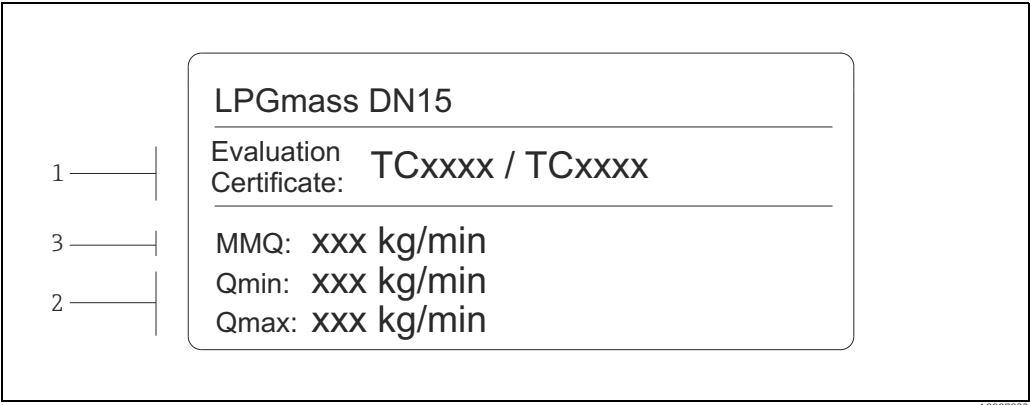 LPGmass DN15
1
Evaluation
Certificate:
TCxxxx / TCxxxx
3
MMQ: xxx kg/min
2
Qmin: xxx kg/min
Qmax: xxx kg/min